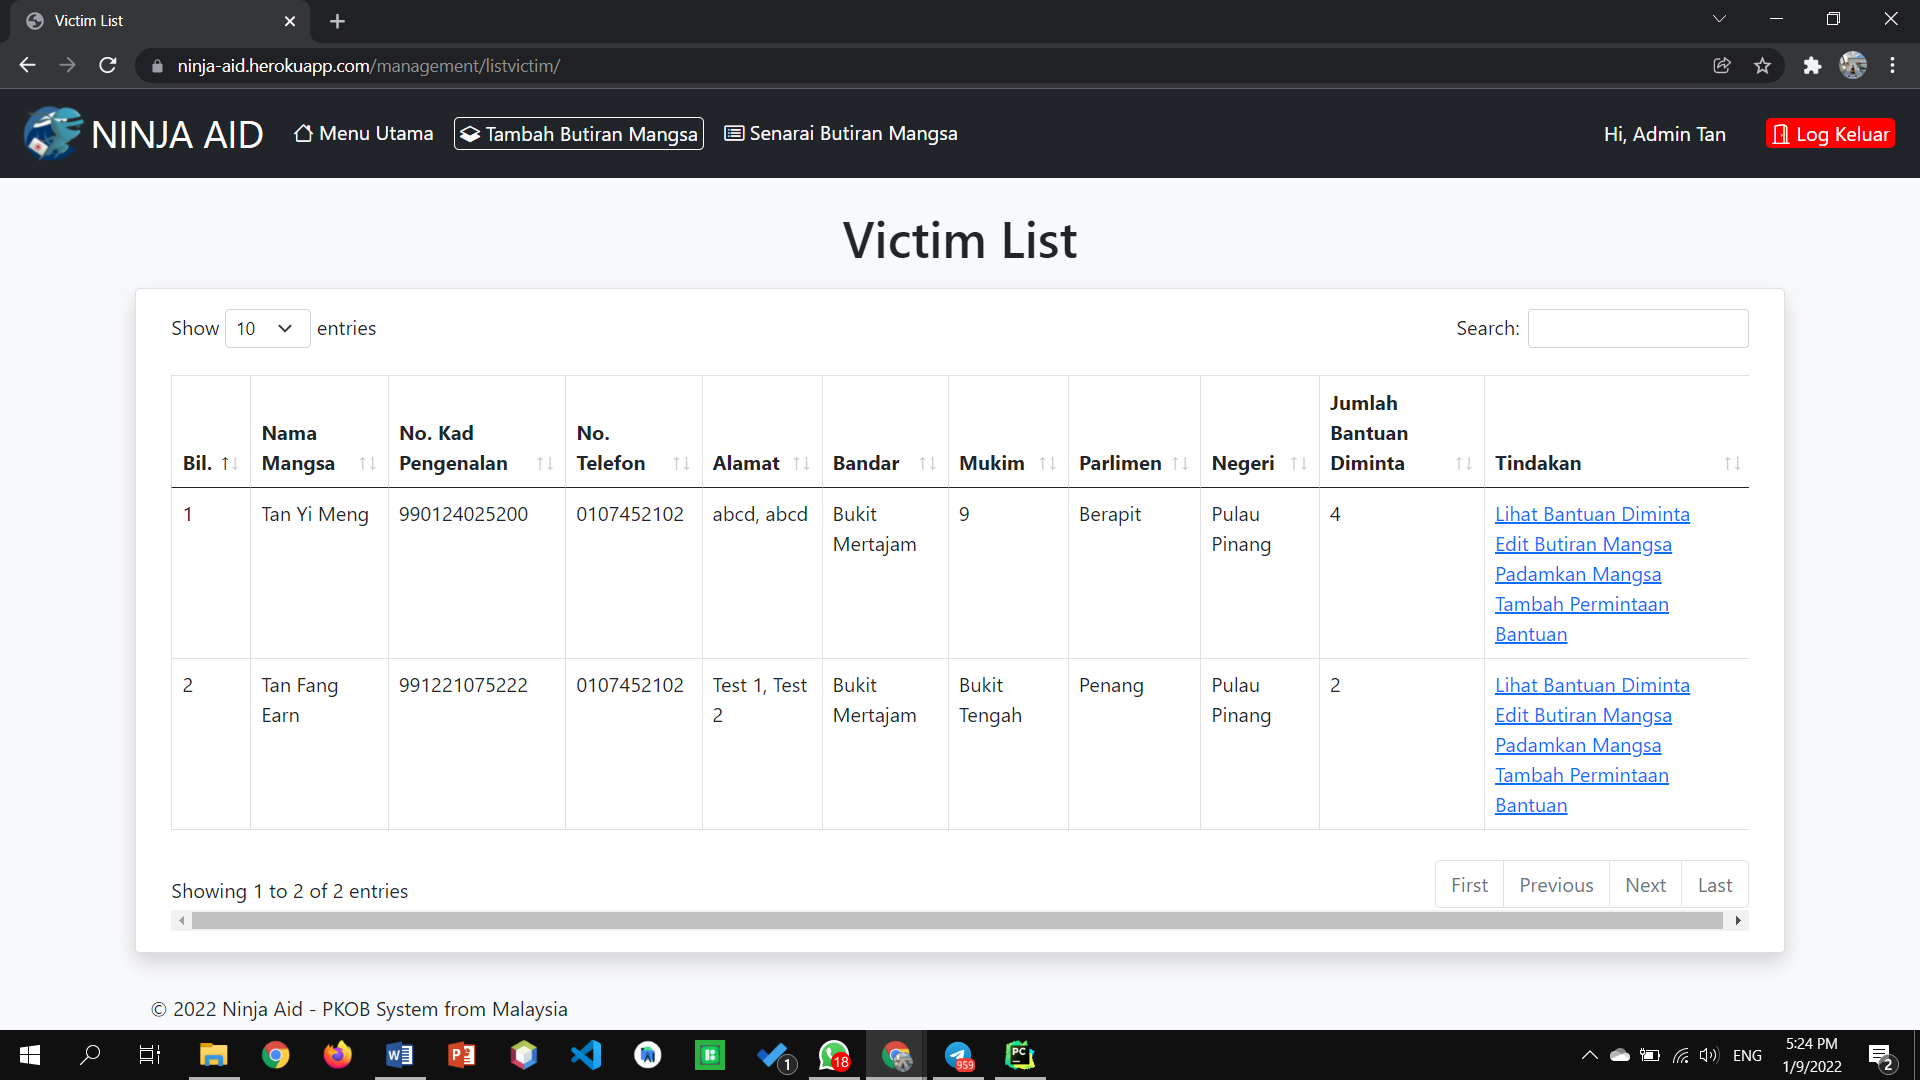 Victim List
ninja-aid.herokuapp.com/management/listvictim/
NINJA AID
Menu Utama
Tambah Butiran Mangsa
Senarai Butiran Mangsa
Hi, Admin Tan
Log Keluar
Victim List
Show 10 entries
Search:
Bil.
Nama
Mangsa
No. Kad
Pengenalan
No.
Telefon
Alamat
Bandar
Mukim
Parlimen
Negeri
Jumlah
Bantuan
Diminta
Tindakan
1
Tan Yi Meng
990124025200
0107452102
abcd, abcd
Bukit
Mertajam
9
Berapit
Pulau
Pinang
4
Lihat Bantuan Diminta
Edit Butiran Mangsa
Padamkan Mangsa
Tambah Permintaan
Bantuan
2
Tan Fang
Earn
991221075222
0107452102
Test 1, Test
2
Bukit
Mertajam
Bukit
Tengah
Penang
Pulau
Pinang
2
Lihat Bantuan Diminta
Edit Butiran Mangsa
Padamkan Mangsa
Tambah Permintaan
Bantuan
Showing 1 to 2 of 2 entries
First
Previous
Next
Last
© 2022 Ninja Aid - PKOB System from Malaysia
1
18
959
PC
ENG
5:24 PM
1/9/2022
2